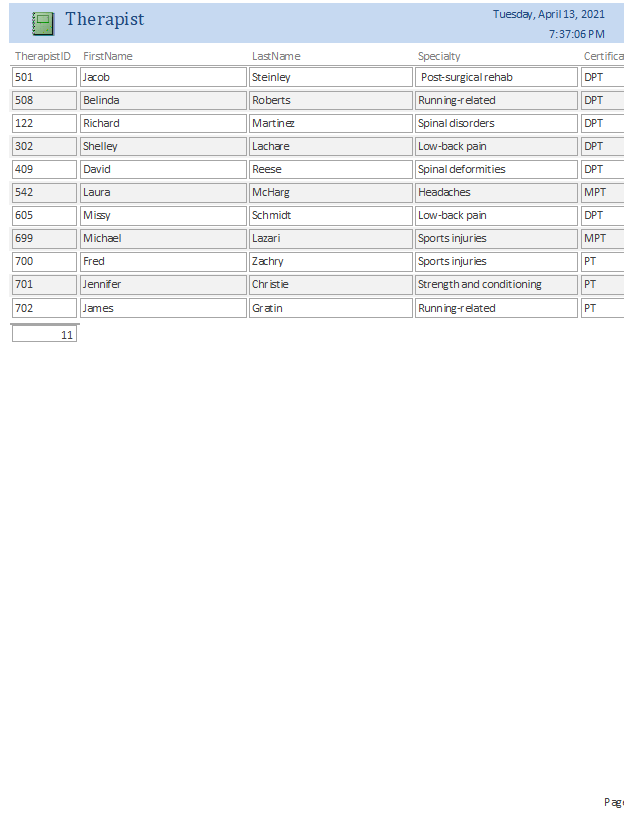 Therapist Tuesday, April 13, 2021
7:37:06 PM
TherapistID FirstName LastName Specialty Certifica
501 Jacob Steinley Post-surgical rehab DPT
508 Belinda Roberts Running-related DPT
122 Richard Martinez Spinal disorders DPT
302 Shelley Lachare Low-back pain DPT
409 David Reese Spinal deformities DPT
542 Laura McHarg Headaches MPT
605 Missy Schmidt Low-back pain DPT
699 Michael Lazari Sports injuries MPT
700 Fred Zachry Sports injuries PT
701 Jennifer Christie Strength and conditioning PT
702 James Gratin Running-related PT
11
Page